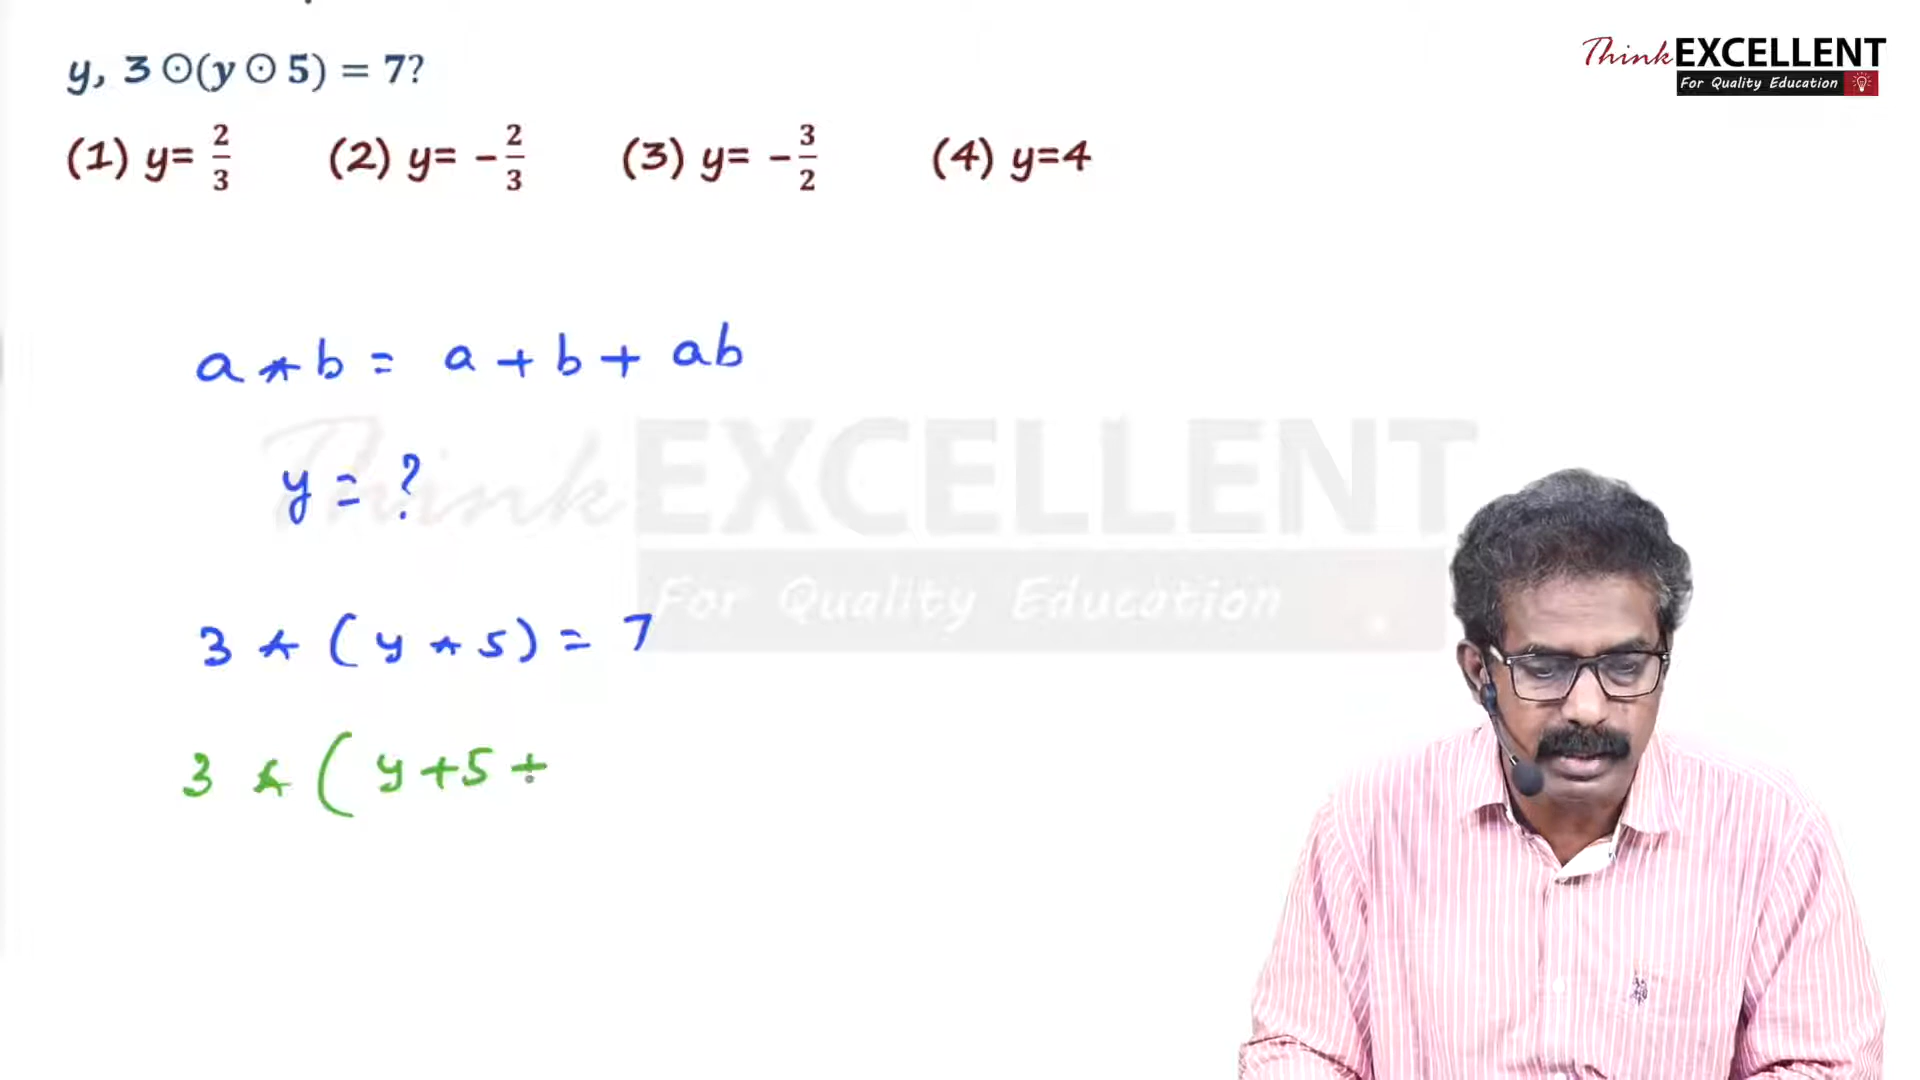 Think EXCELLENT
For Quality Education
y, 3 ⊙(y ⊙ 5) = 7?
(1) y= 2/3 (2) y= -2/3 (3) y= -3/2 (4) y=4
a * b = a + b + ab
y = ?
Think EXCELLENT
For Quality Education
3 * ( y * 5) = 7
3 * ( y + 5 +